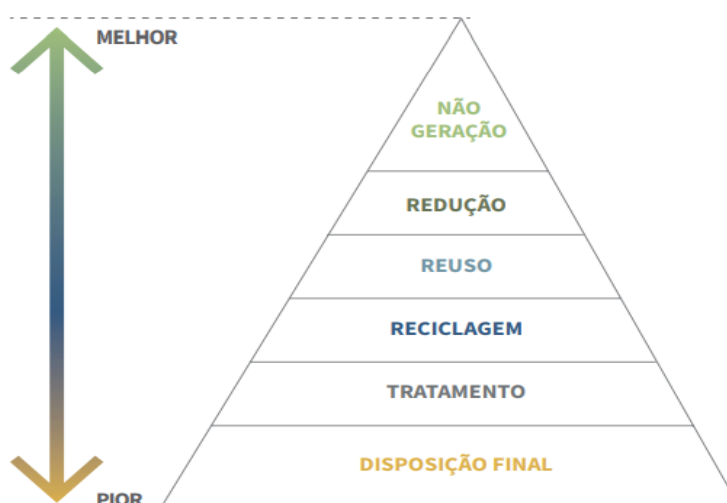 MELHOR
NÃO
GERAÇÃO
REDUÇÃO
REUSO
RECICLAGEM
TRATAMENTO
DISPOSIÇÃO FINAL
PIOR